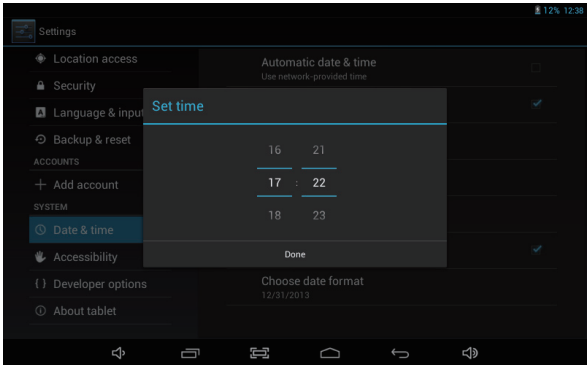 12% 12:38
Settings
Location access
Security
Language & input
Backup & reset
ACCOUNTS
Add account
SYSTEM
Date & time
Accessibility
{ } Developer options
About tablet
Automatic date & time
Use network-provided time
Set time
16 21
17 : 22
18 23
Done
Choose date format
12/31/2013